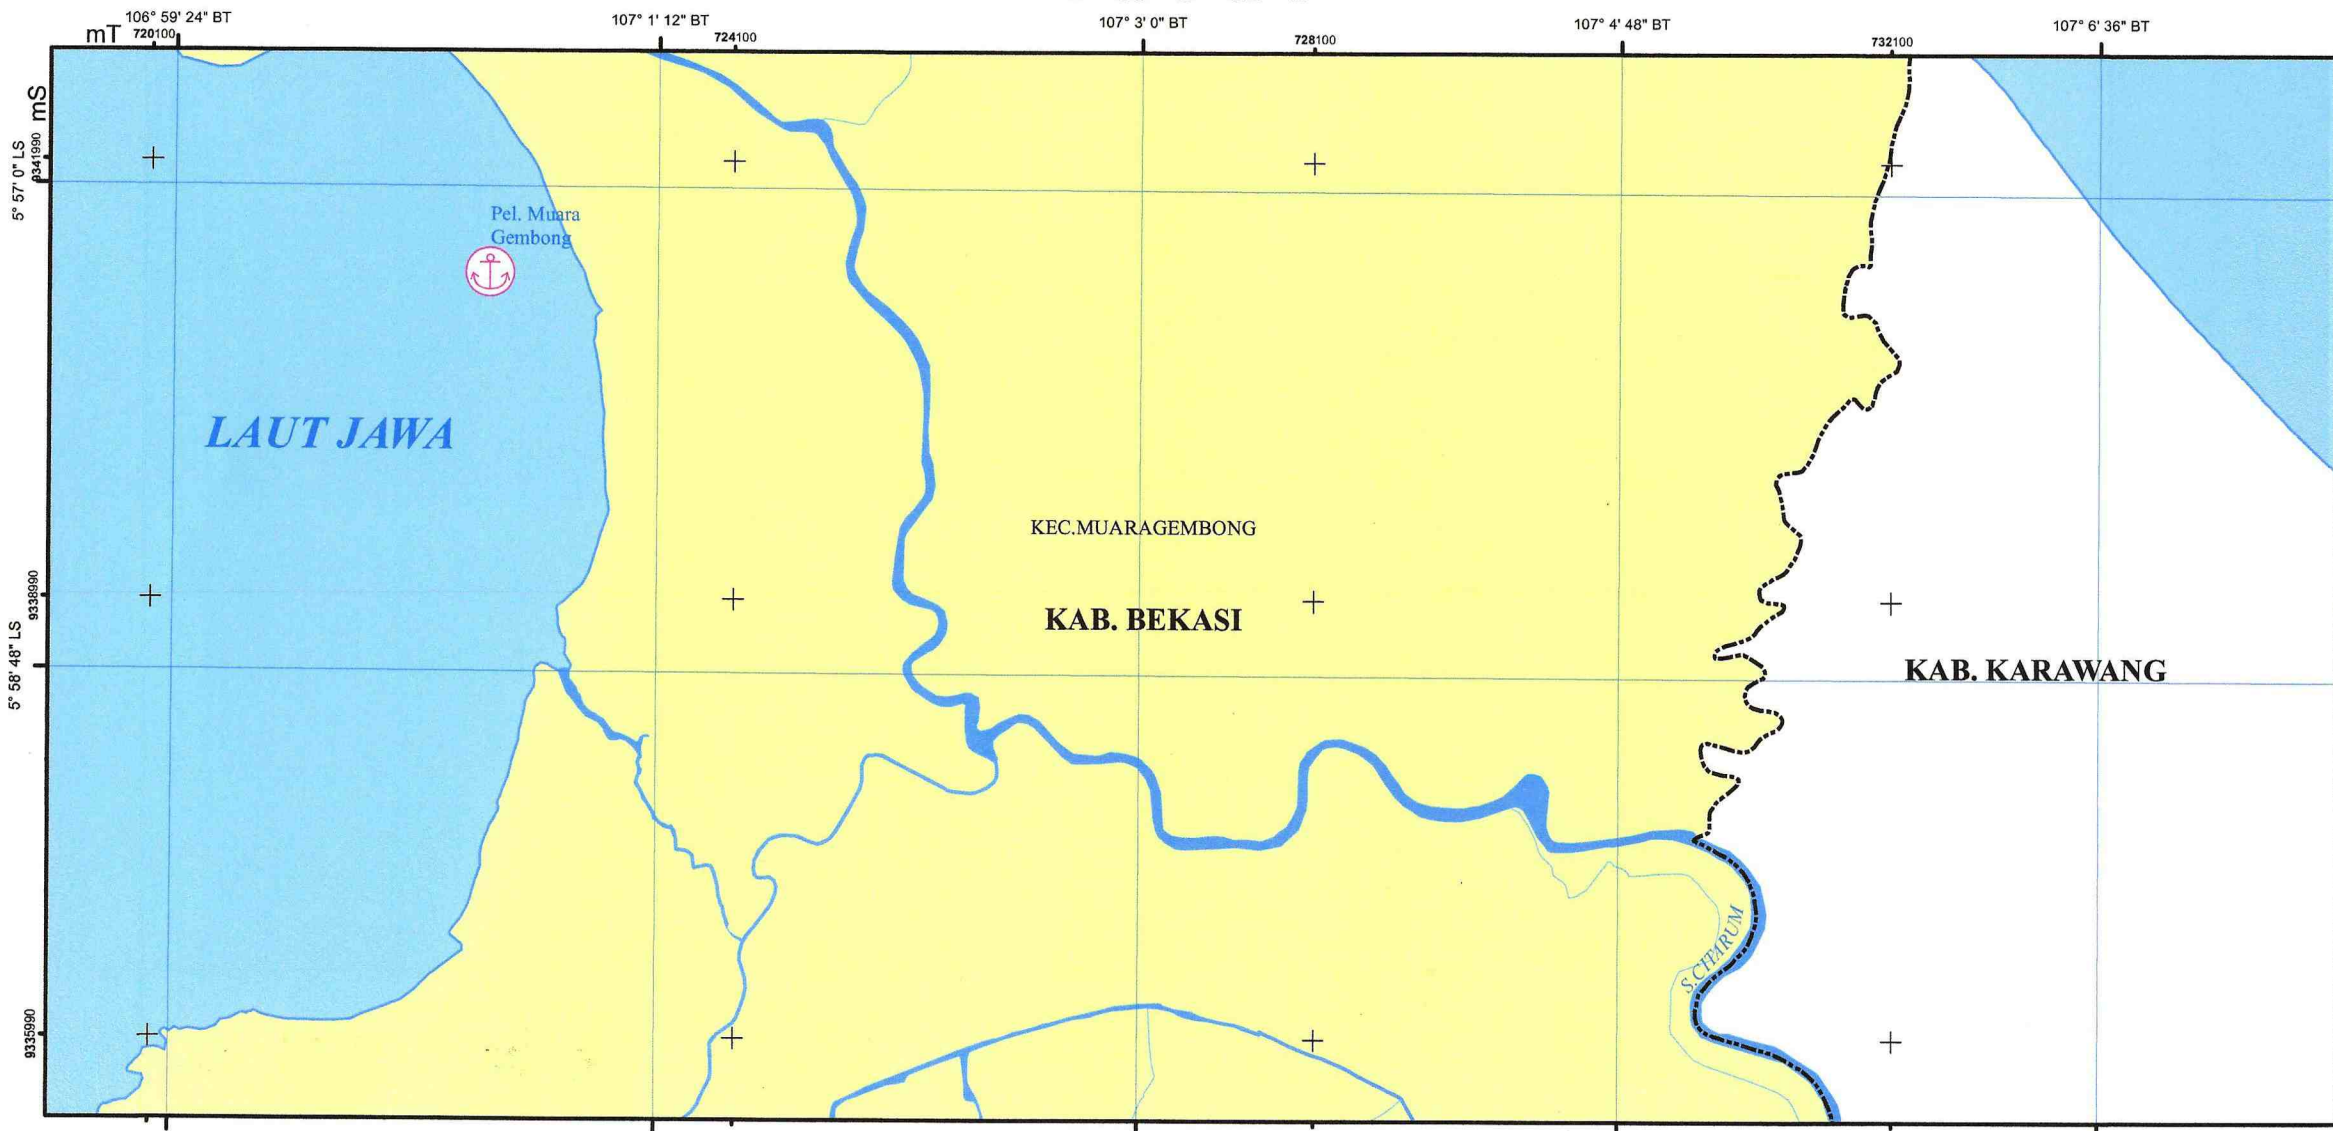 106° 59' 24" BT
107° 1' 12" BT
107° 3' 0" BT
107° 4' 48" BT
107° 6' 36" BT
mT
720100
724100
728100
732100
mS
9341990
5° 57' 0" LS
Pel. Muara
Gembong
LAUT JAWA
KEC.MUARAGEMBONG
9338990
KAB. BEKASI
5° 58' 48" LS
KAB. KARAWANG
S.CITARUM
9335990